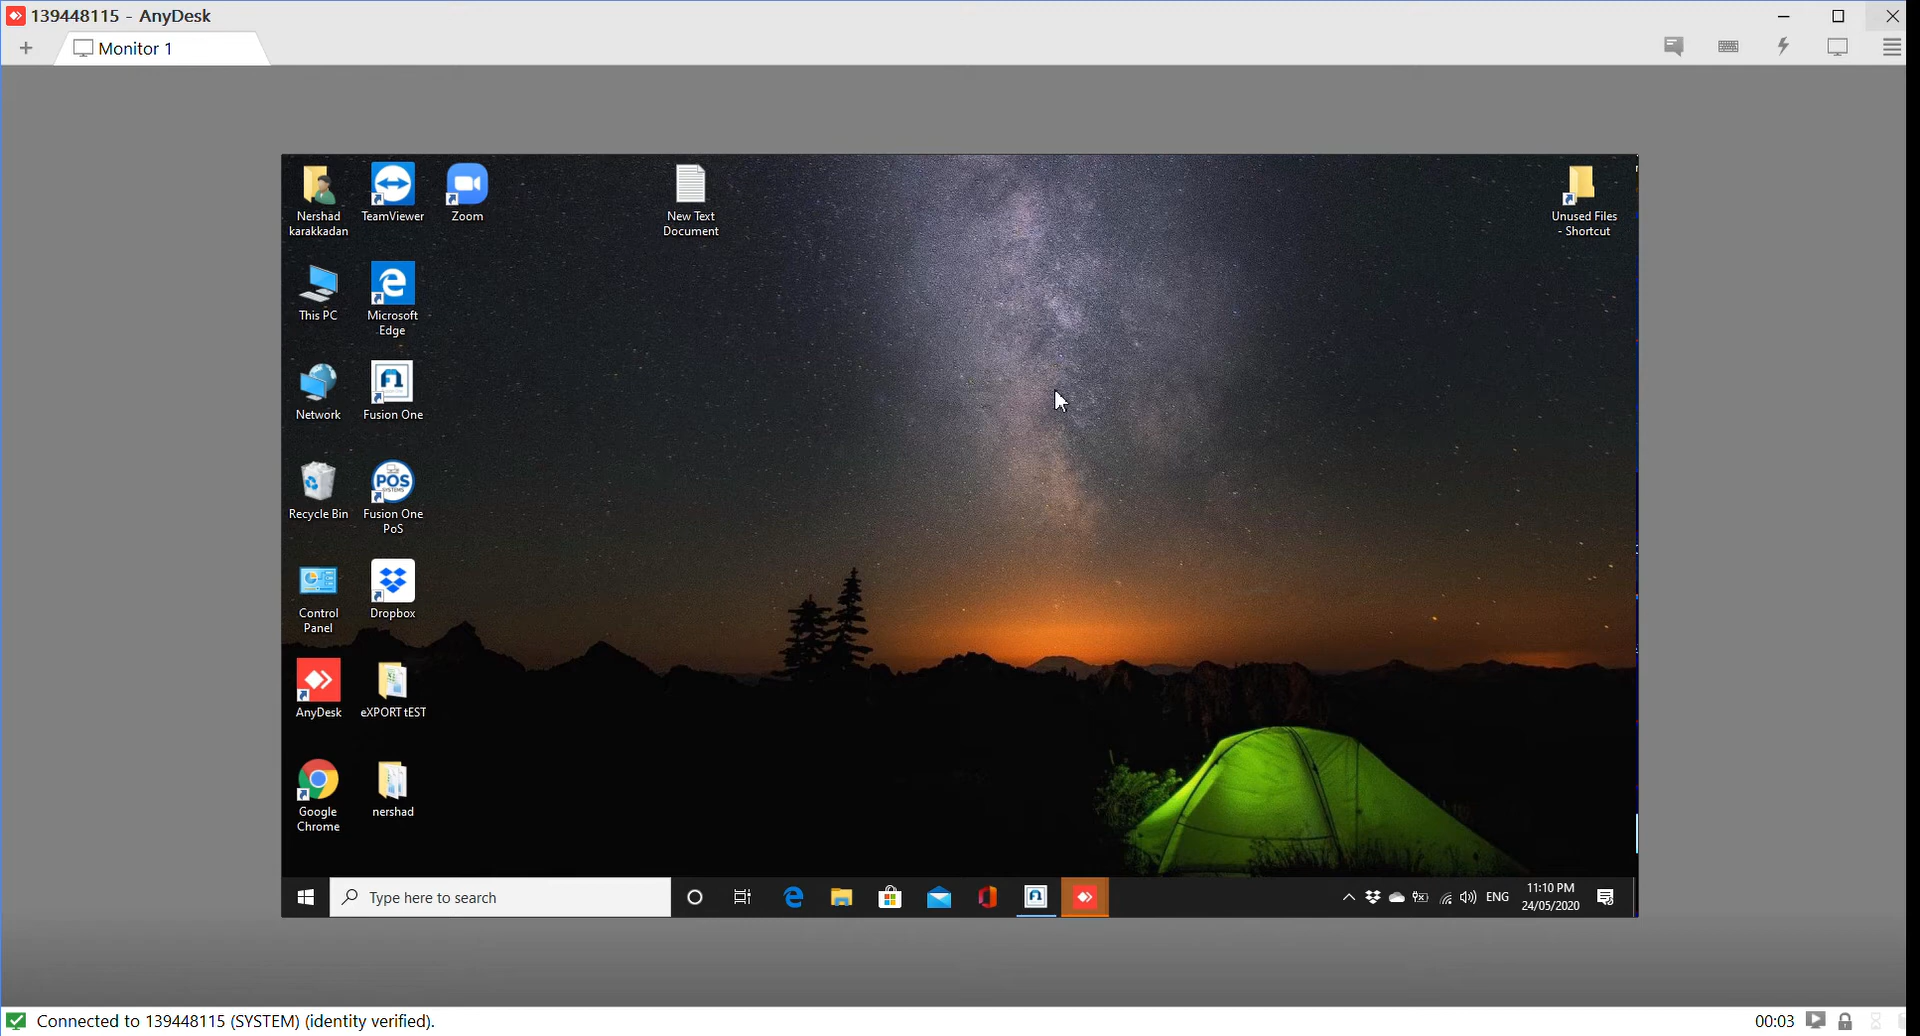 139448115 - AnyDesk
Monitor 1
Nershad
karakkadan
TeamViewer
Zoom
New Text
Document
Unused Files
- Shortcut
This PC
Microsoft
Edge
Network
Fusion One
Recycle Bin
POS
SYSTEMS
Fusion One
PoS
Control
Panel
Dropbox
AnyDesk
eXPORT tEST
Google
Chrome
nershad
Type here to search
ENG
11:10 PM
24/05/2020
Connected to 139448115 (SYSTEM) (identity verified).
00:03